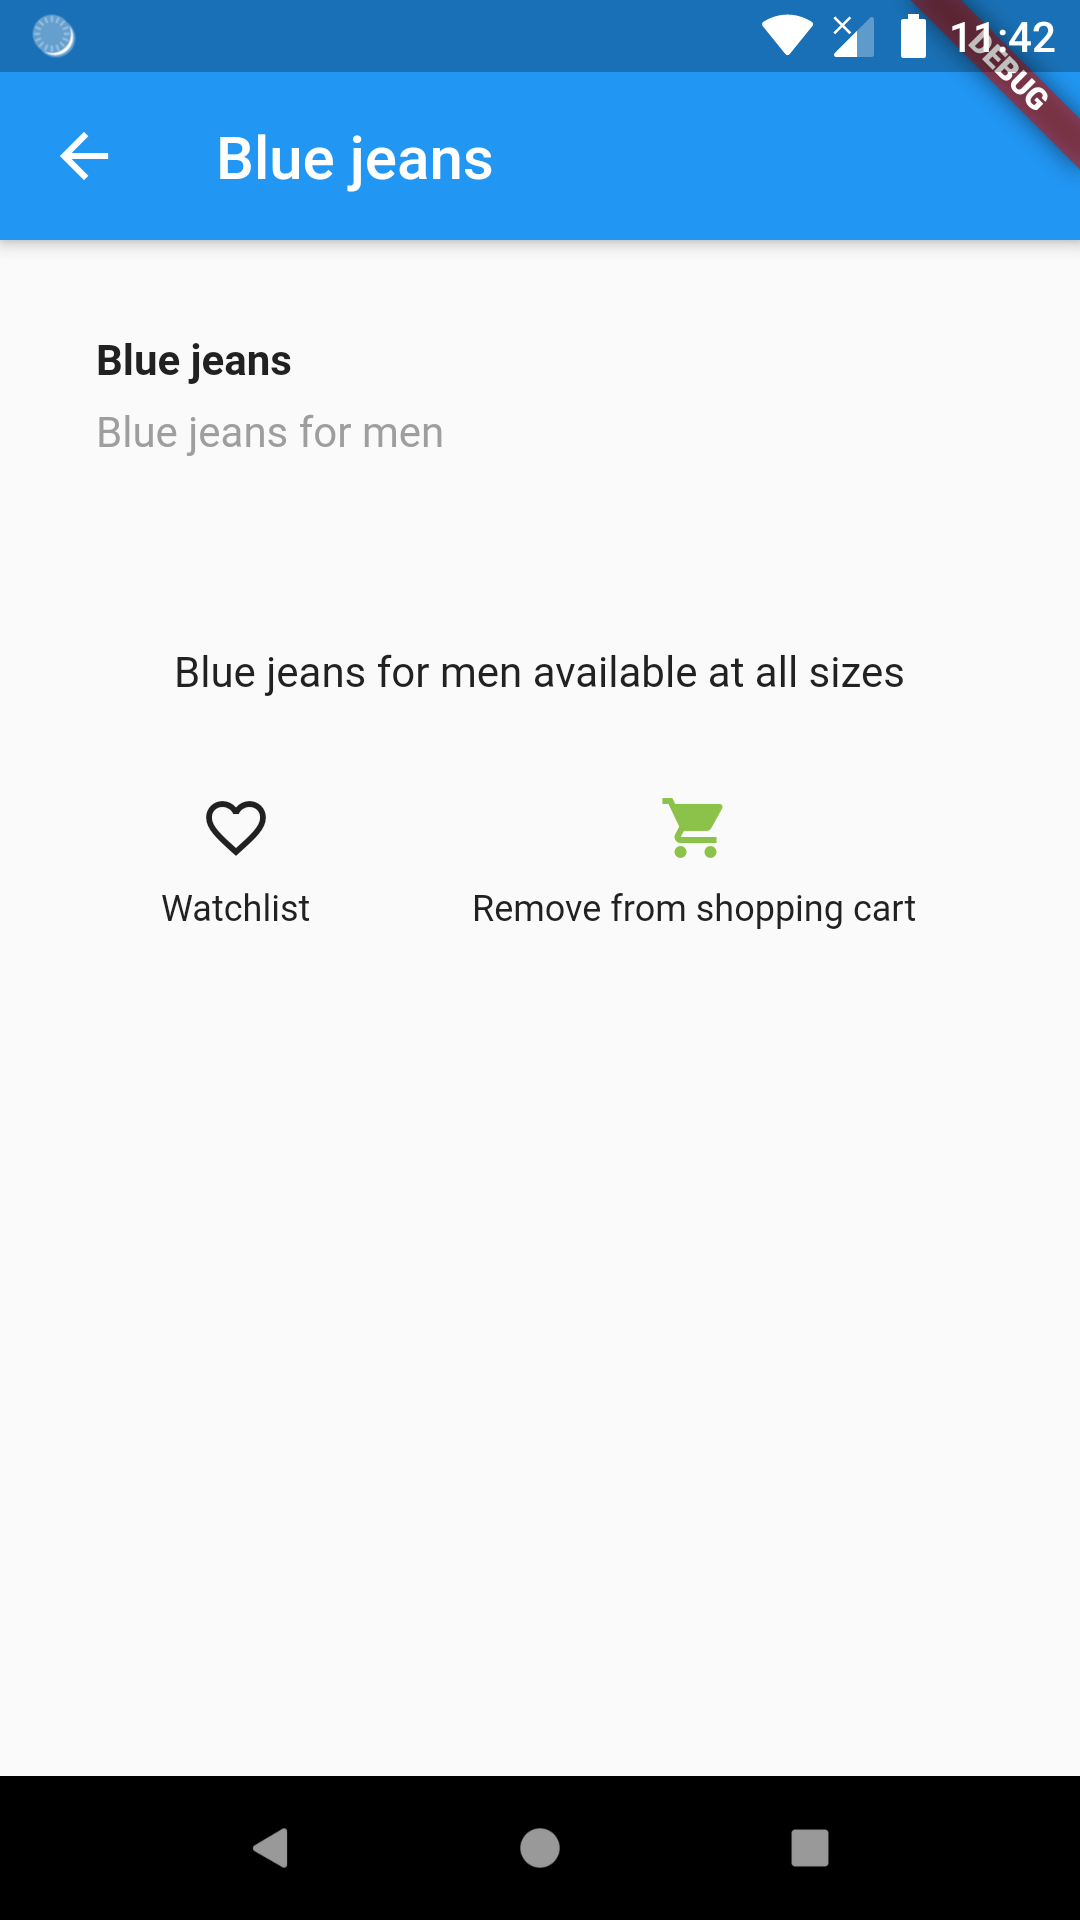 11:42
DEBUG
Blue jeans
Blue jeans
Blue jeans for men
Blue jeans for men available at all sizes
Watchlist
Remove from shopping cart